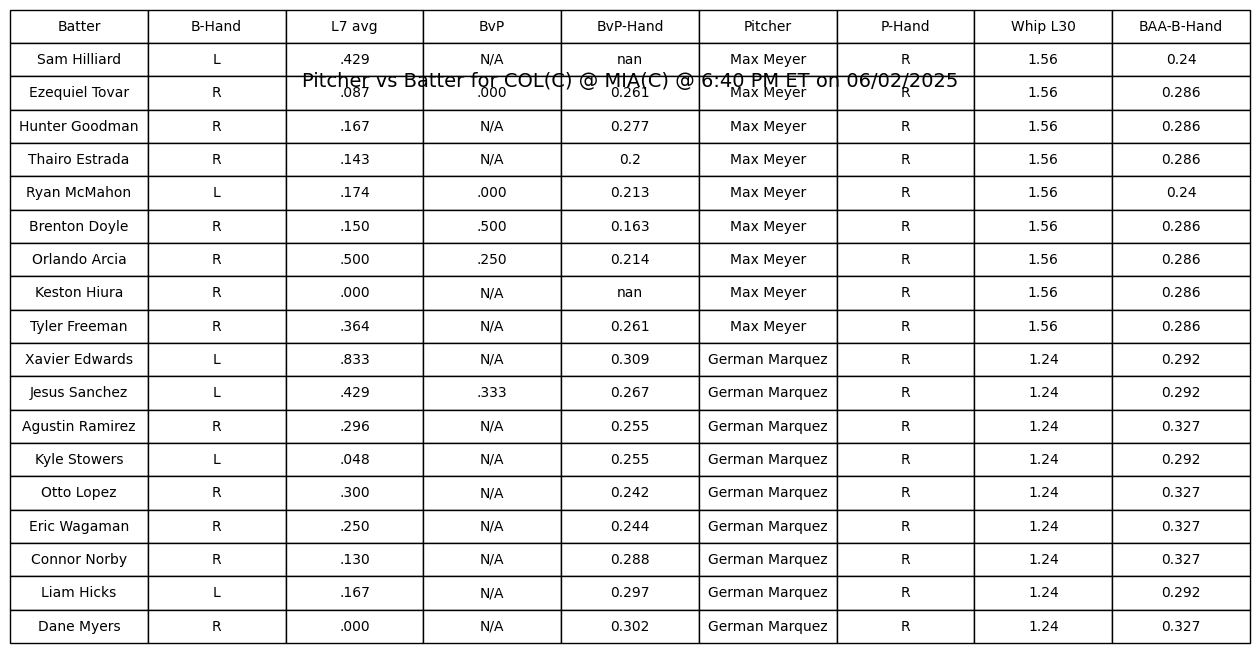 Batter B-Hand L7 avg BvP BvP-Hand Pitcher P-Hand Whip L30 BAA-B-Hand
Sam Hilliard L .429 N/A nan Max Meyer R 1.56 0.24
Pitcher vs Batter for COL(C) @ MIA(C) @ 6:40 PM ET on 06/02/2025
Ezequiel Tovar R .087 .000 0.261 Max Meyer R 1.56 0.286
Hunter Goodman R .167 N/A 0.277 Max Meyer R 1.56 0.286
Thairo Estrada R .143 N/A 0.2 Max Meyer R 1.56 0.286
Ryan McMahon L .174 .000 0.213 Max Meyer R 1.56 0.24
Brenton Doyle R .150 .500 0.163 Max Meyer R 1.56 0.286
Orlando Arcia R .500 .250 0.214 Max Meyer R 1.56 0.286
Keston Hiura R .000 N/A nan Max Meyer R 1.56 0.286
Tyler Freeman R .364 N/A 0.261 Max Meyer R 1.56 0.286
Xavier Edwards L .833 N/A 0.309 German Marquez R 1.24 0.292
Jesus Sanchez L .429 .333 0.267 German Marquez R 1.24 0.292
Agustin Ramirez R .296 N/A 0.255 German Marquez R 1.24 0.327
Kyle Stowers L .048 N/A 0.255 German Marquez R 1.24 0.292
Otto Lopez R .300 N/A 0.242 German Marquez R 1.24 0.327
Eric Wagaman R .250 N/A 0.244 German Marquez R 1.24 0.327
Connor Norby R .130 N/A 0.288 German Marquez R 1.24 0.327
Liam Hicks L .167 N/A 0.297 German Marquez R 1.24 0.292
Dane Myers R .000 N/A 0.302 German Marquez R 1.24 0.327